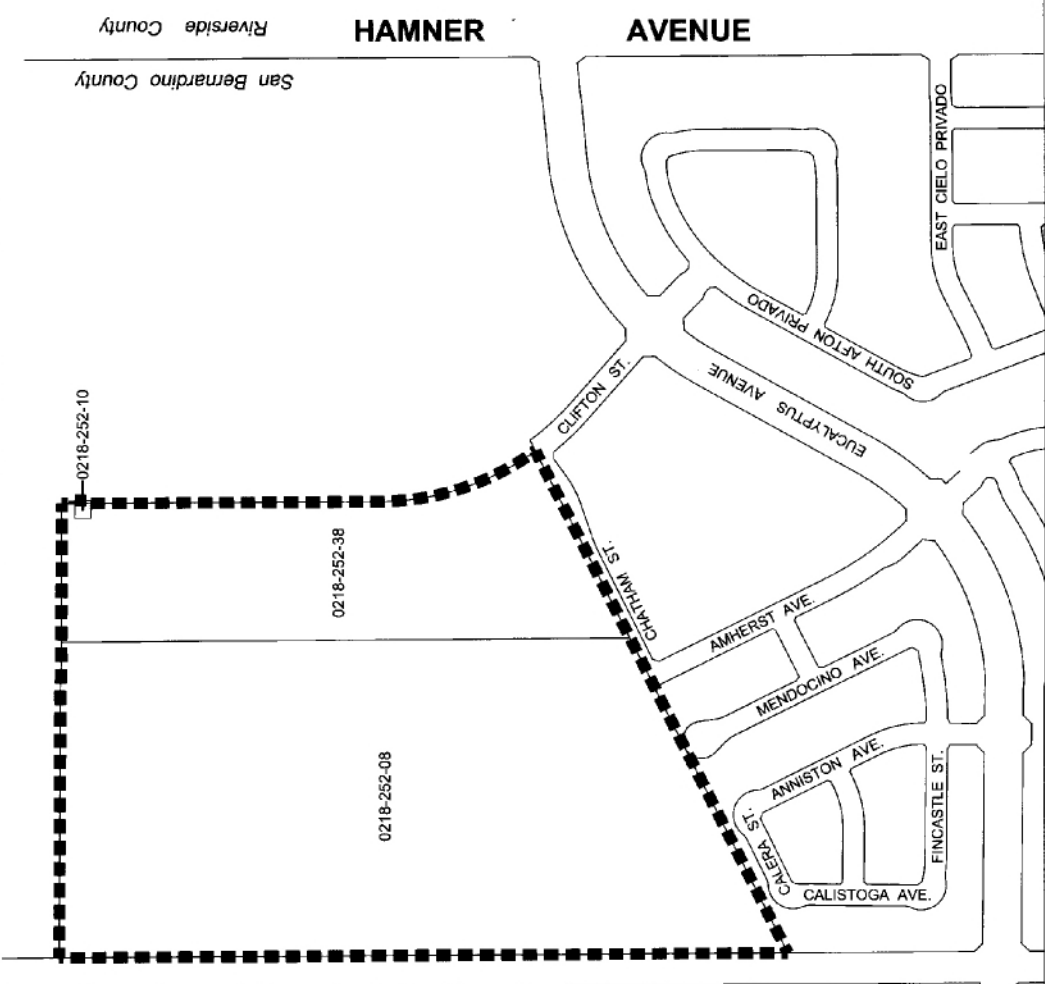 Riverside County
HAMNER AVENUE
San Bernardino County
EAST CIELO PRIVADO
SOUTH AFTON PRIVADO
CLIFTON ST.
EUCALYPTUS AVENUE
0218-252-10
0218-252-38
CHATHAM ST.
AMHERST AVE.
MENDOCINO AVE.
0218-252-08
ANNISTON AVE.
FINCASTLE ST.
CALERA ST.
CALISTOGA AVE.